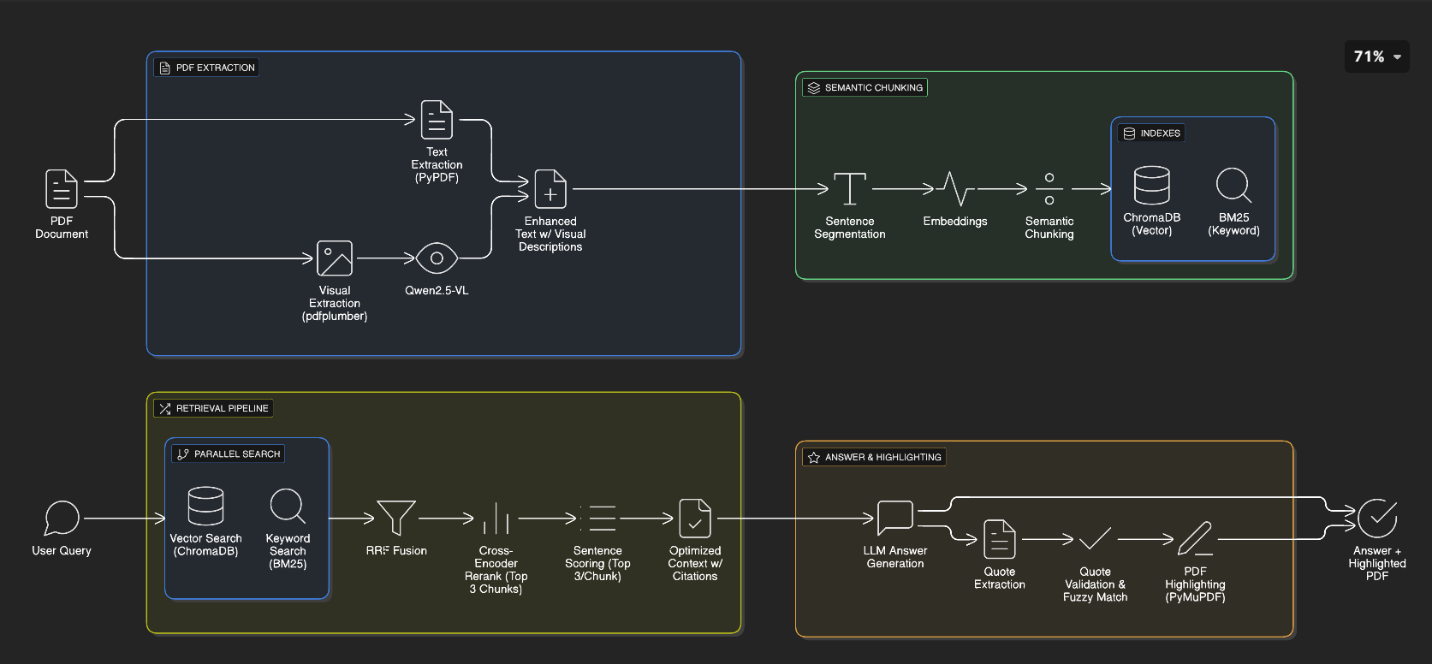 71%
PDF EXTRACTION
Text
Extraction
(PyPDF)
PDF
Document
Enhanced
Text w/ Visual
Descriptions
Visual
Extraction
(pdfplumber)
Qwen2.5-VL
SEMANTIC CHUNKING
Sentence
Segmentation
Embeddings
Semantic
Chunking
INDEXES
ChromaDB
(Vector)
BM25
(Keyword)
RETRIEVAL PIPELINE
PARALLEL SEARCH
User Query
Vector Search
(ChromaDB)
Keyword
Search
(BM25)
RRF Fusion
Cross-
Encoder
Rerank (Top
3 Chunks)
Sentence
Scoring (Top
3/Chunk)
Optimized
Context w/
Citations
ANSWER & HIGHLIGHTING
LLM Answer
Generation
Quote
Extraction
Quote
Validation &
Fuzzy Match
PDF
Highlighting
(PyMuPDF)
Answer +
Highlighted
PDF